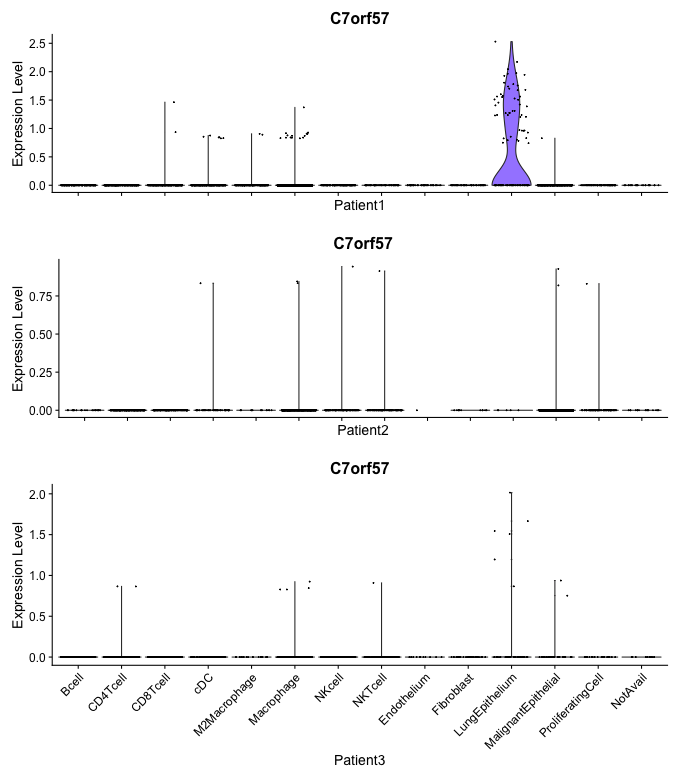 C7orf57
Expression Level
2.5
2.0
1.5
1.0
0.5
0.0
Patient1
C7orf57
Expression Level
0.75
0.50
0.25
0.00
Patient2
C7orf57
Expression Level
2.0
1.5
1.0
0.5
0.0
Bcell
CD4Tcell
CD8Tcell
cDC
M2Macrophage
Macrophage
NKcell
NKTcell
Endothelium
Fibroblast
LungEpithelium
MalignantEpithelial
ProliferatingCell
NotAvail
Patient3